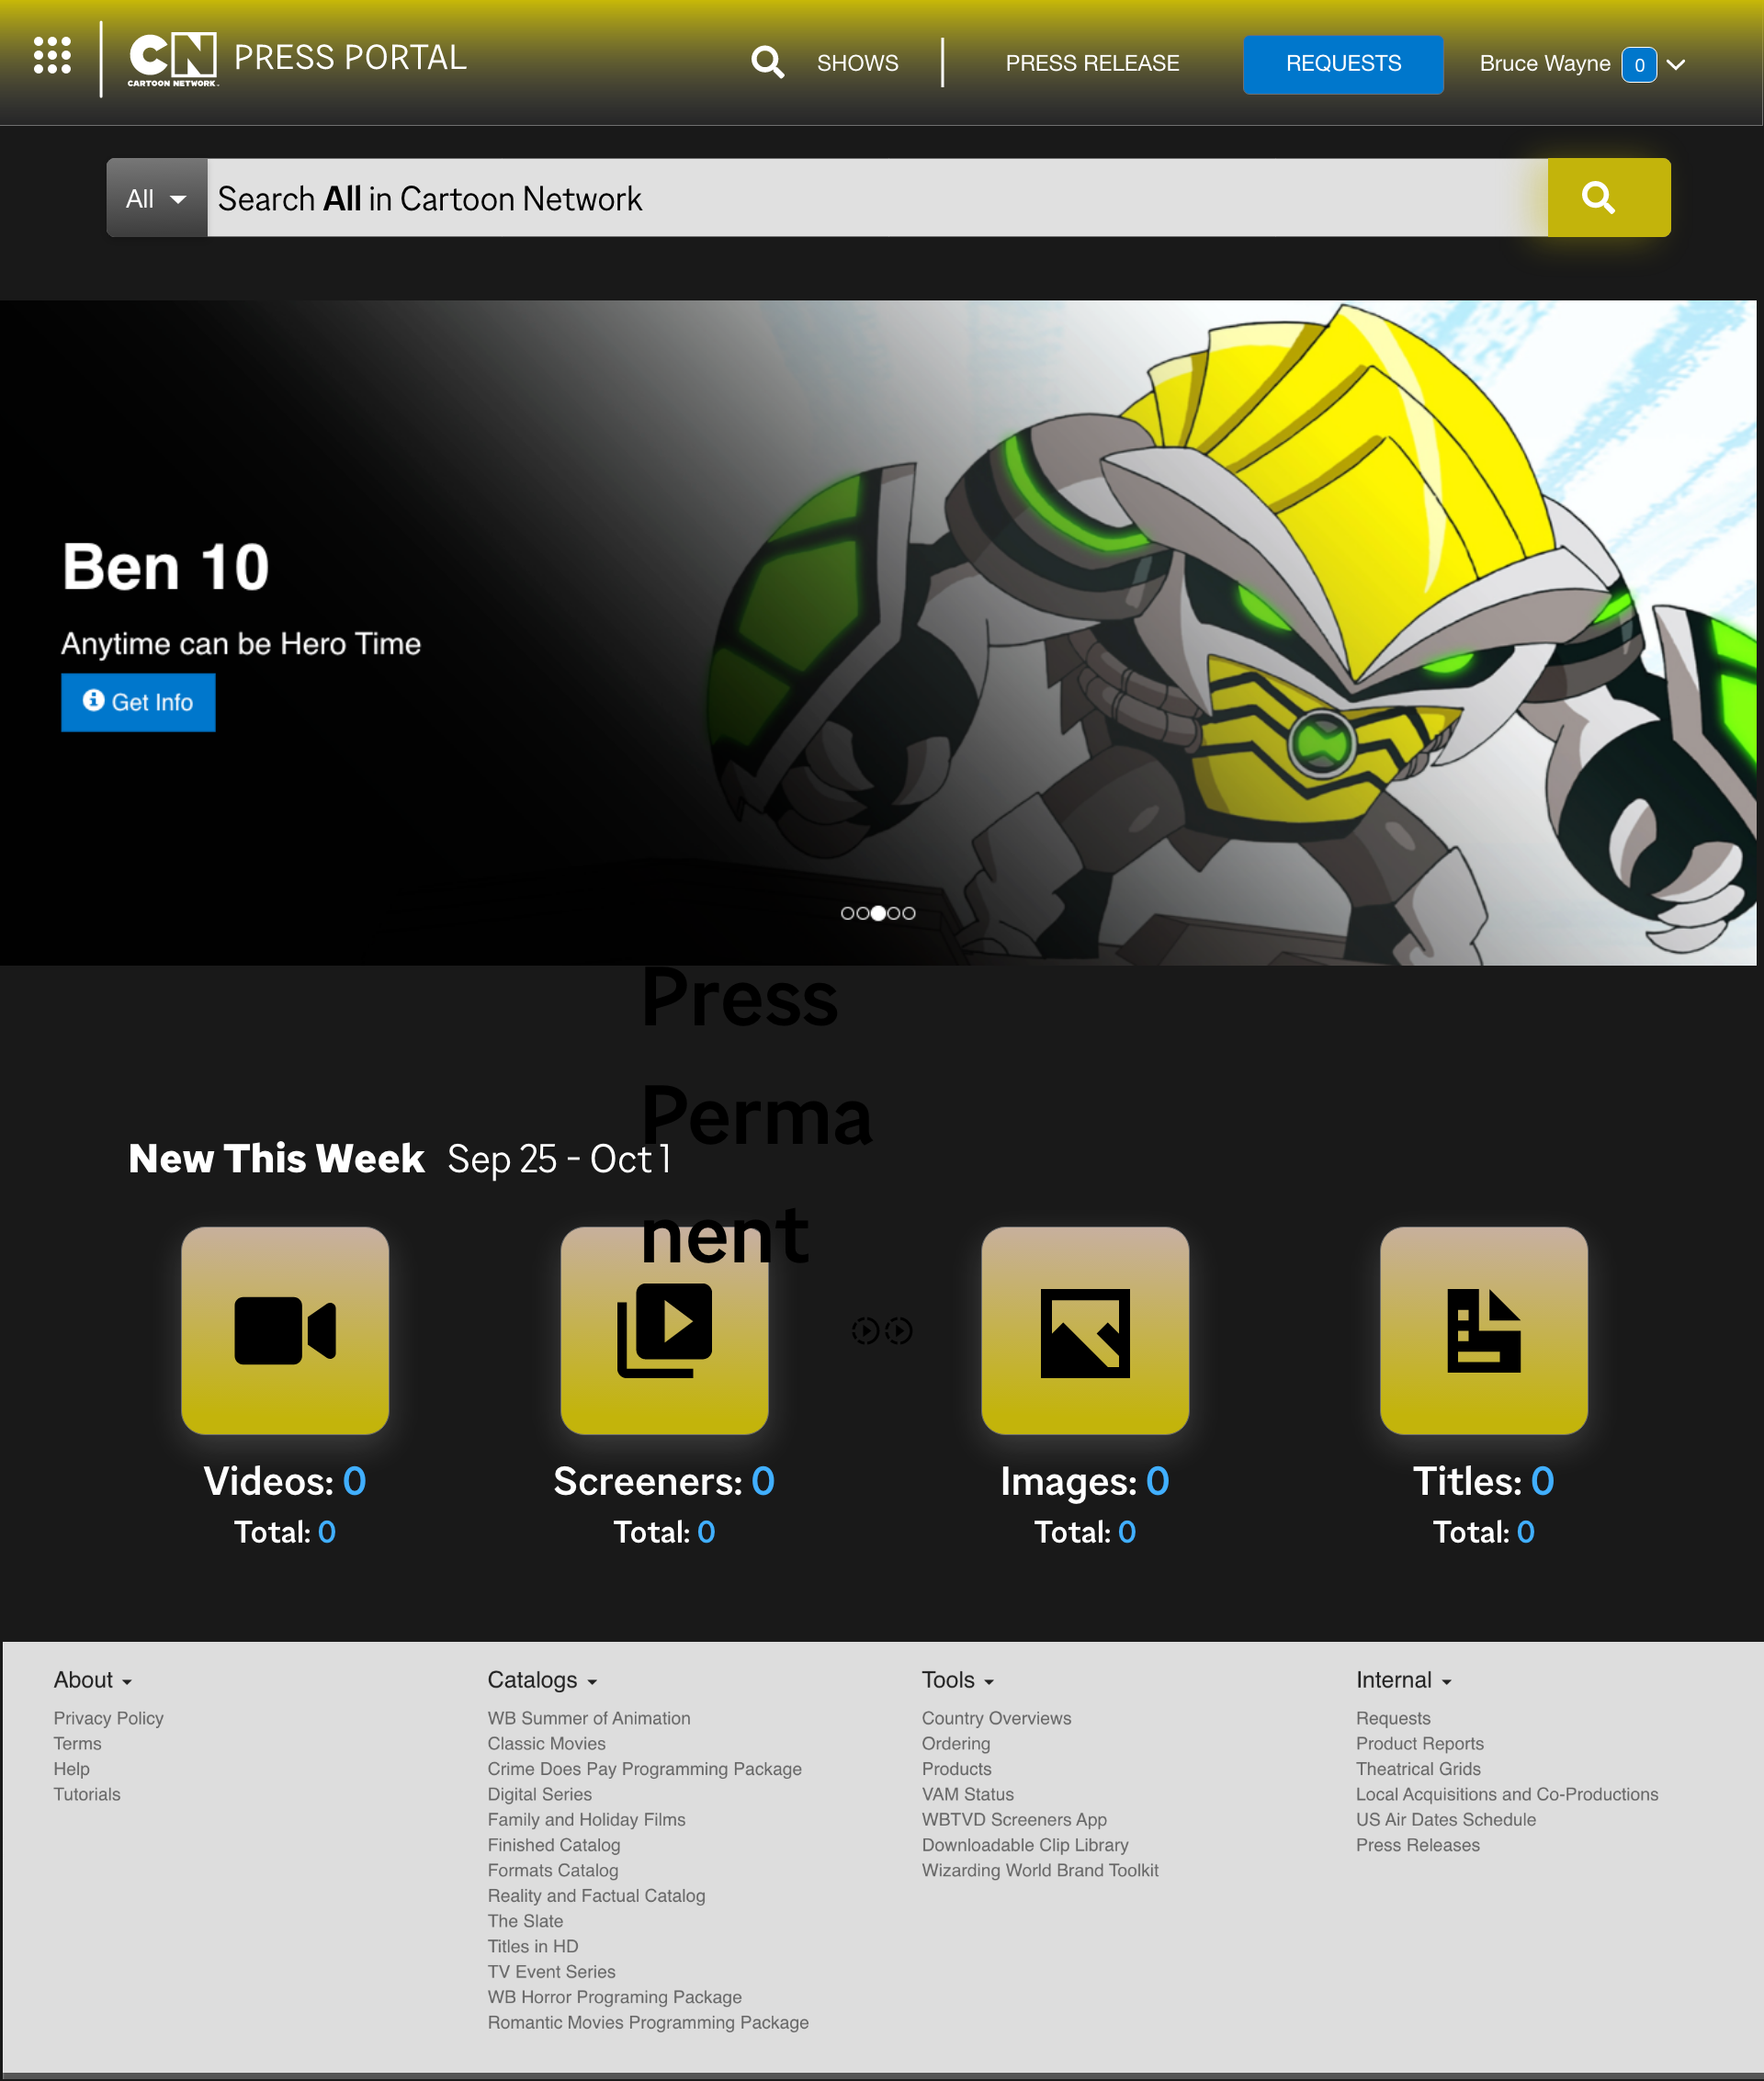 CN PRESS PORTAL SHOWS PRESS RELEASE REQUESTS Bruce Wayne 0
CARTOON NETWORK
All Search All in Cartoon Network
Ben 10
Anytime can be Hero Time
Get Info
Press
Perma
nent
New This Week Sep 25 - Oct 1
Videos: 0
Total: 0
Screeners: 0
Total: 0
Images: 0
Total: 0
Titles: 0
Total: 0
About
Privacy Policy
Terms
Help
Tutorials
Catalogs
WB Summer of Animation
Classic Movies
Crime Does Pay Programming Package
Digital Series
Family and Holiday Films
Finished Catalog
Formats Catalog
Reality and Factual Catalog
The Slate
Titles in HD
TV Event Series
WB Horror Programing Package
Romantic Movies Programming Package
Tools
Country Overviews
Ordering
Products
VAM Status
WBTVD Screeners App
Downloadable Clip Library
Wizarding World Brand Toolkit
Internal
Requests
Product Reports
Theatrical Grids
Local Acquisitions and Co-Productions
US Air Dates Schedule
Press Releases